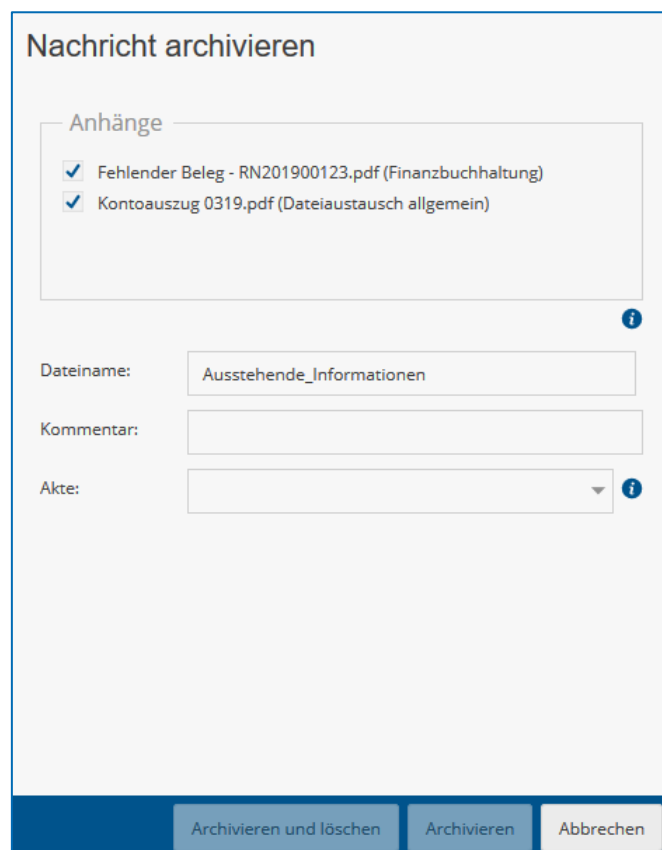 Nachricht archivieren
Anhänge
Fehlender Beleg - RN201900123.pdf (Finanzbuchhaltung)
Kontoauszug 0319.pdf (Dateiaustausch allgemein)
Dateiname: Ausstehende_Informationen
Kommentar:
Akte:
Archivieren und löschen Archivieren Abbrechen